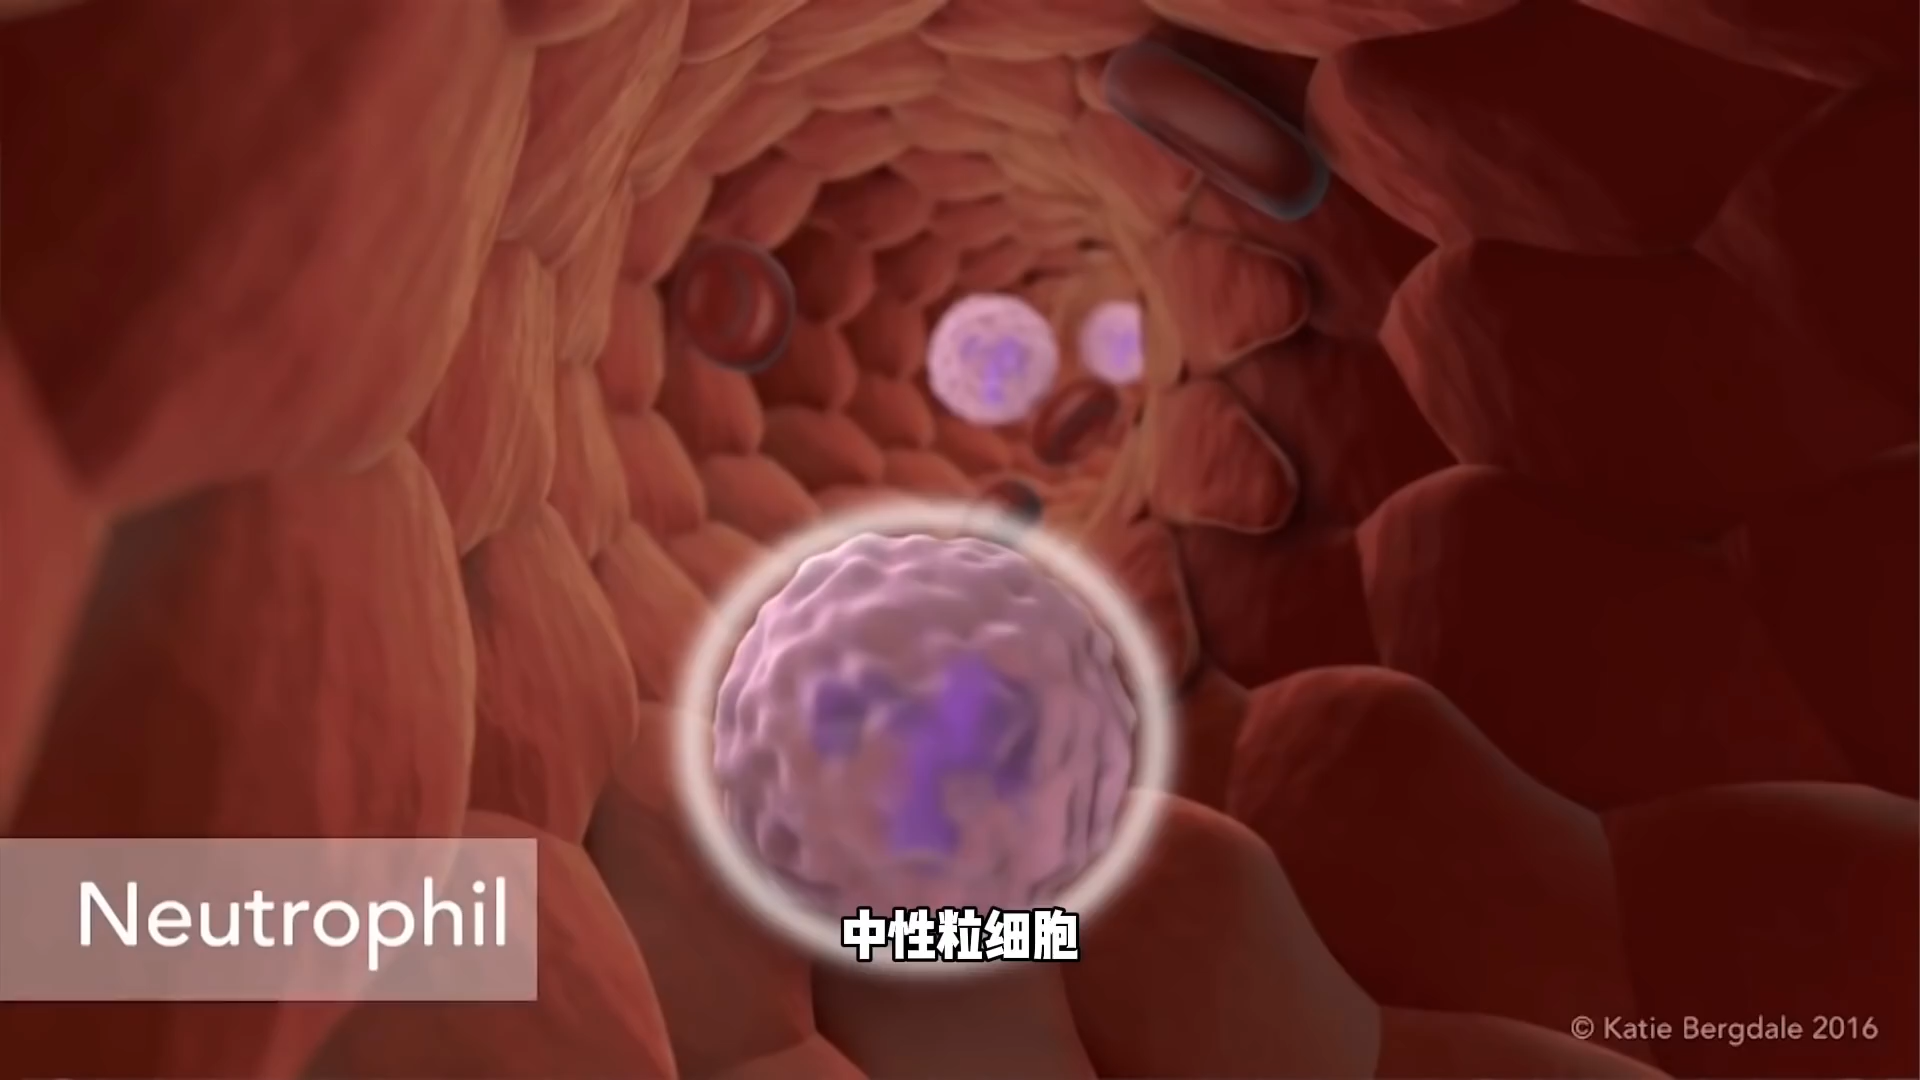 Neutrophil
中性粒细胞
© Katie Bergdale 2016